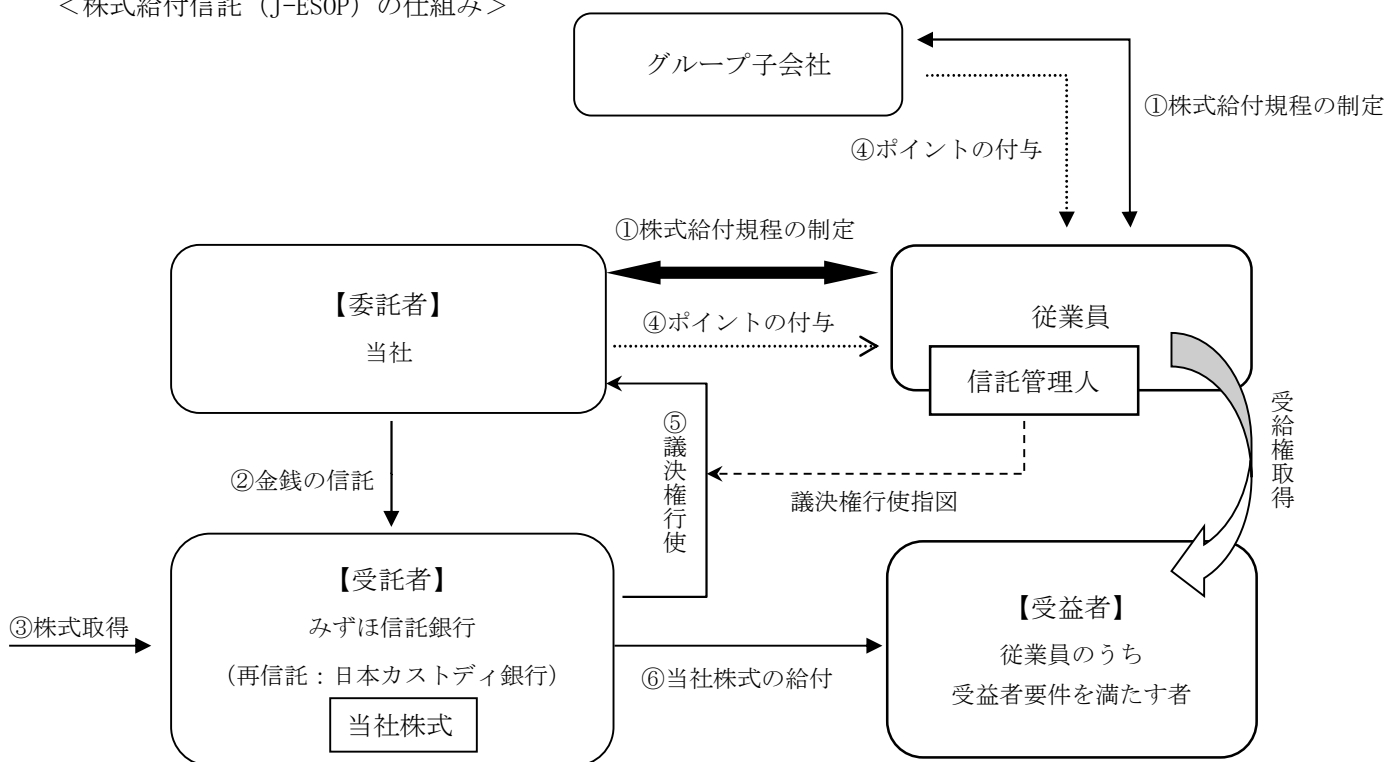 ＜株式給付信託（J-ESOP）の仕組み＞
グループ子会社
①株式給付規程の制定
④ポイントの付与
①株式給付規程の制定
【委託者】
当社
④ポイントの付与
従業員
信託管理人
受給権取得
⑤議決権行使
議決権行使指図
②金銭の信託
③株式取得
【受託者】
みずほ信託銀行
（再信託：日本カストディ銀行）
当社株式
⑥当社株式の給付
【受益者】
従業員のうち
受益者要件を満たす者